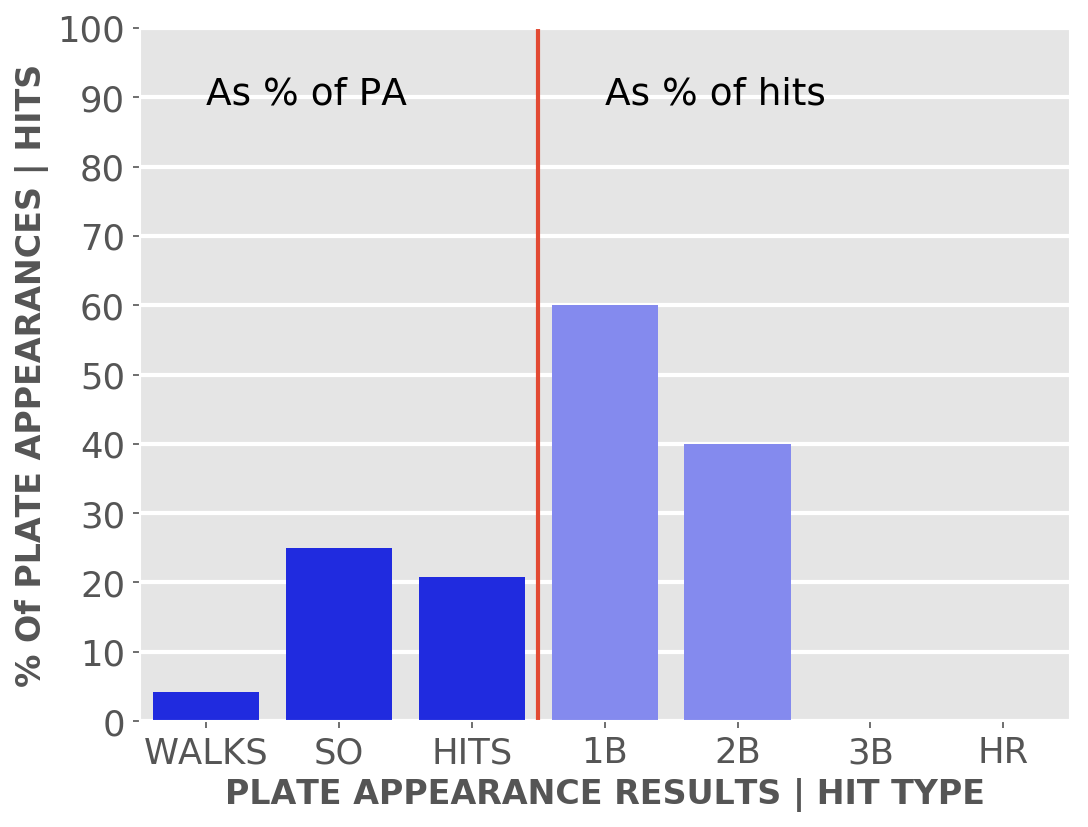 % Of PLATE APPEARANCES | HITS
100
90
80
70
60
50
40
30
20
10
0
As % of PA
As % of hits
WALKS SO HITS 1B 2B 3B HR
PLATE APPEARANCE RESULTS | HIT TYPE